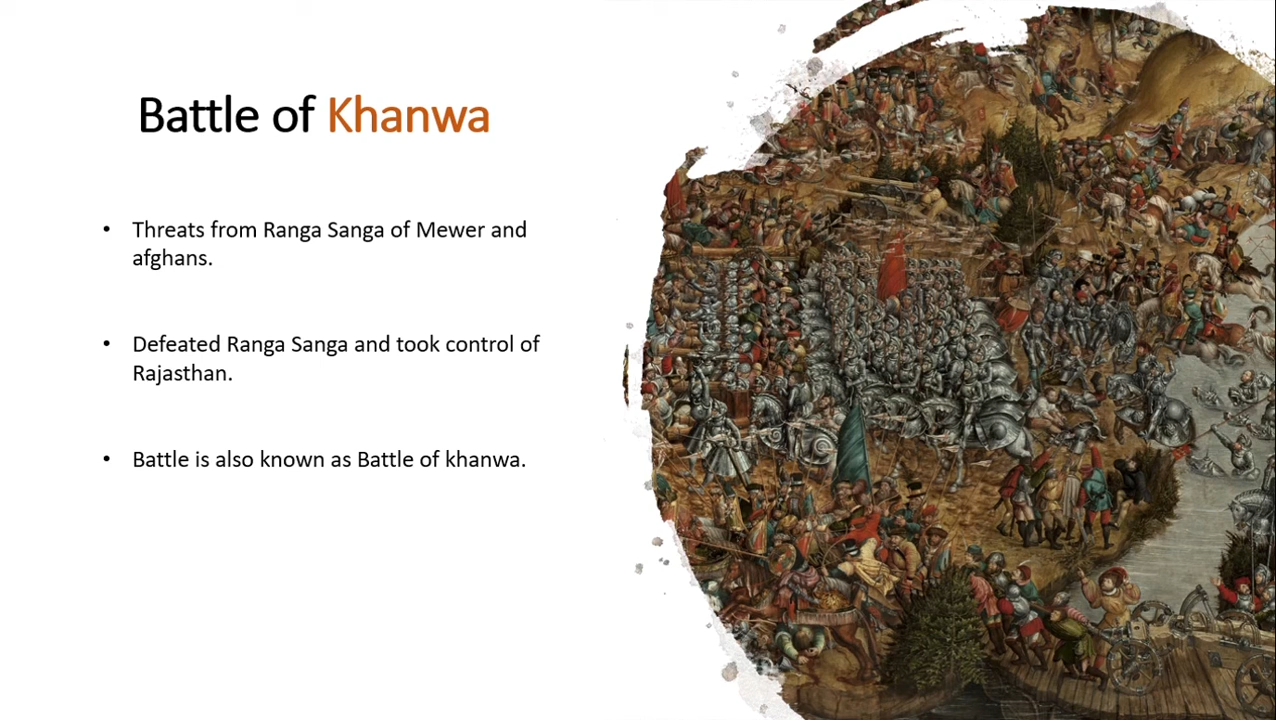 Battle of Khanwa
• Threats from Ranga Sanga of Mewer and
afghans.
• Defeated Ranga Sanga and took control of
Rajasthan.
• Battle is also known as Battle of khanwa.